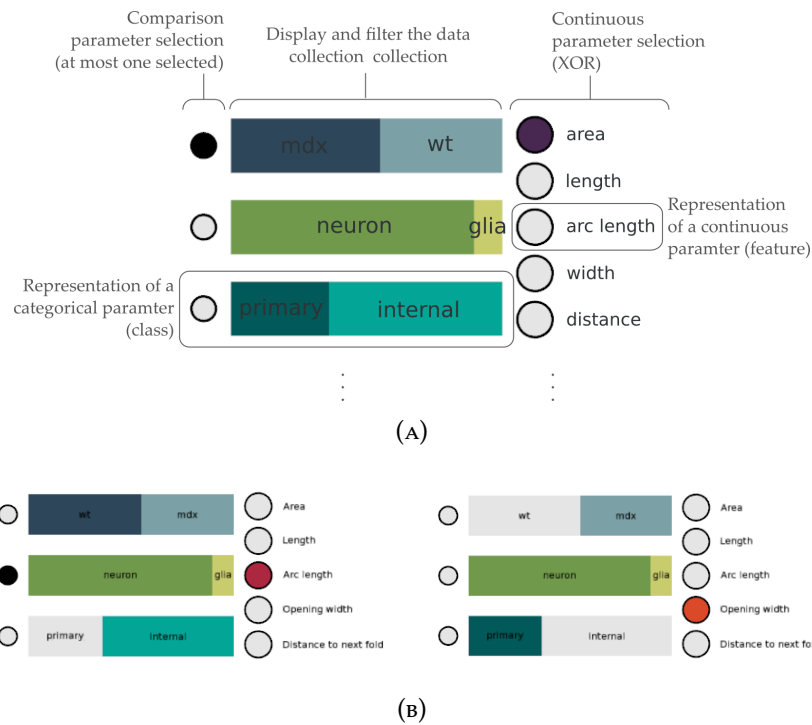 Comparison
parameter selection
(at most one selected)
Display and filter the data
collection collection
Continuous
parameter selection
(XOR)
mdx
wt
area
length
neuron
glia
arc length
Representation
of a continuous
paramter (feature)
width
Representation of a
categorical paramter
(class)
primary
internal
distance
(A)
wt
mdx
Area
Length
neuron
glia
Arc length
Opening width
primary
internal
Distance to next fold
wt
mdx
Area
Length
neuron
glia
Arc length
Opening width
primary
internal
Distance to next fo
(B)